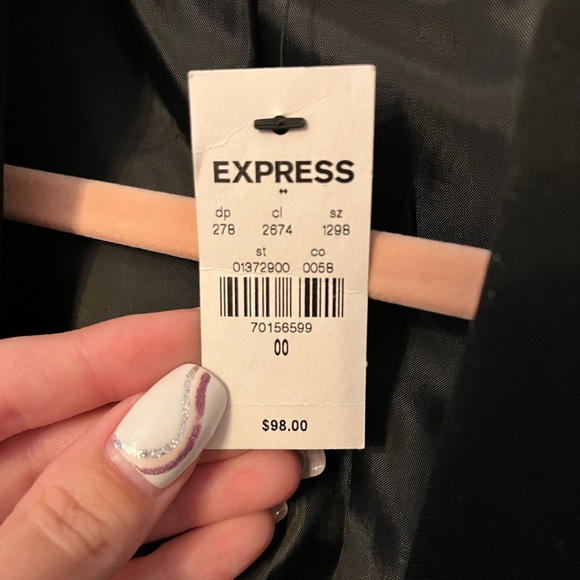 EXPRESS
dp cl sz
278 2674 1298
st co
01372900 0058
70156599
00
$98.00